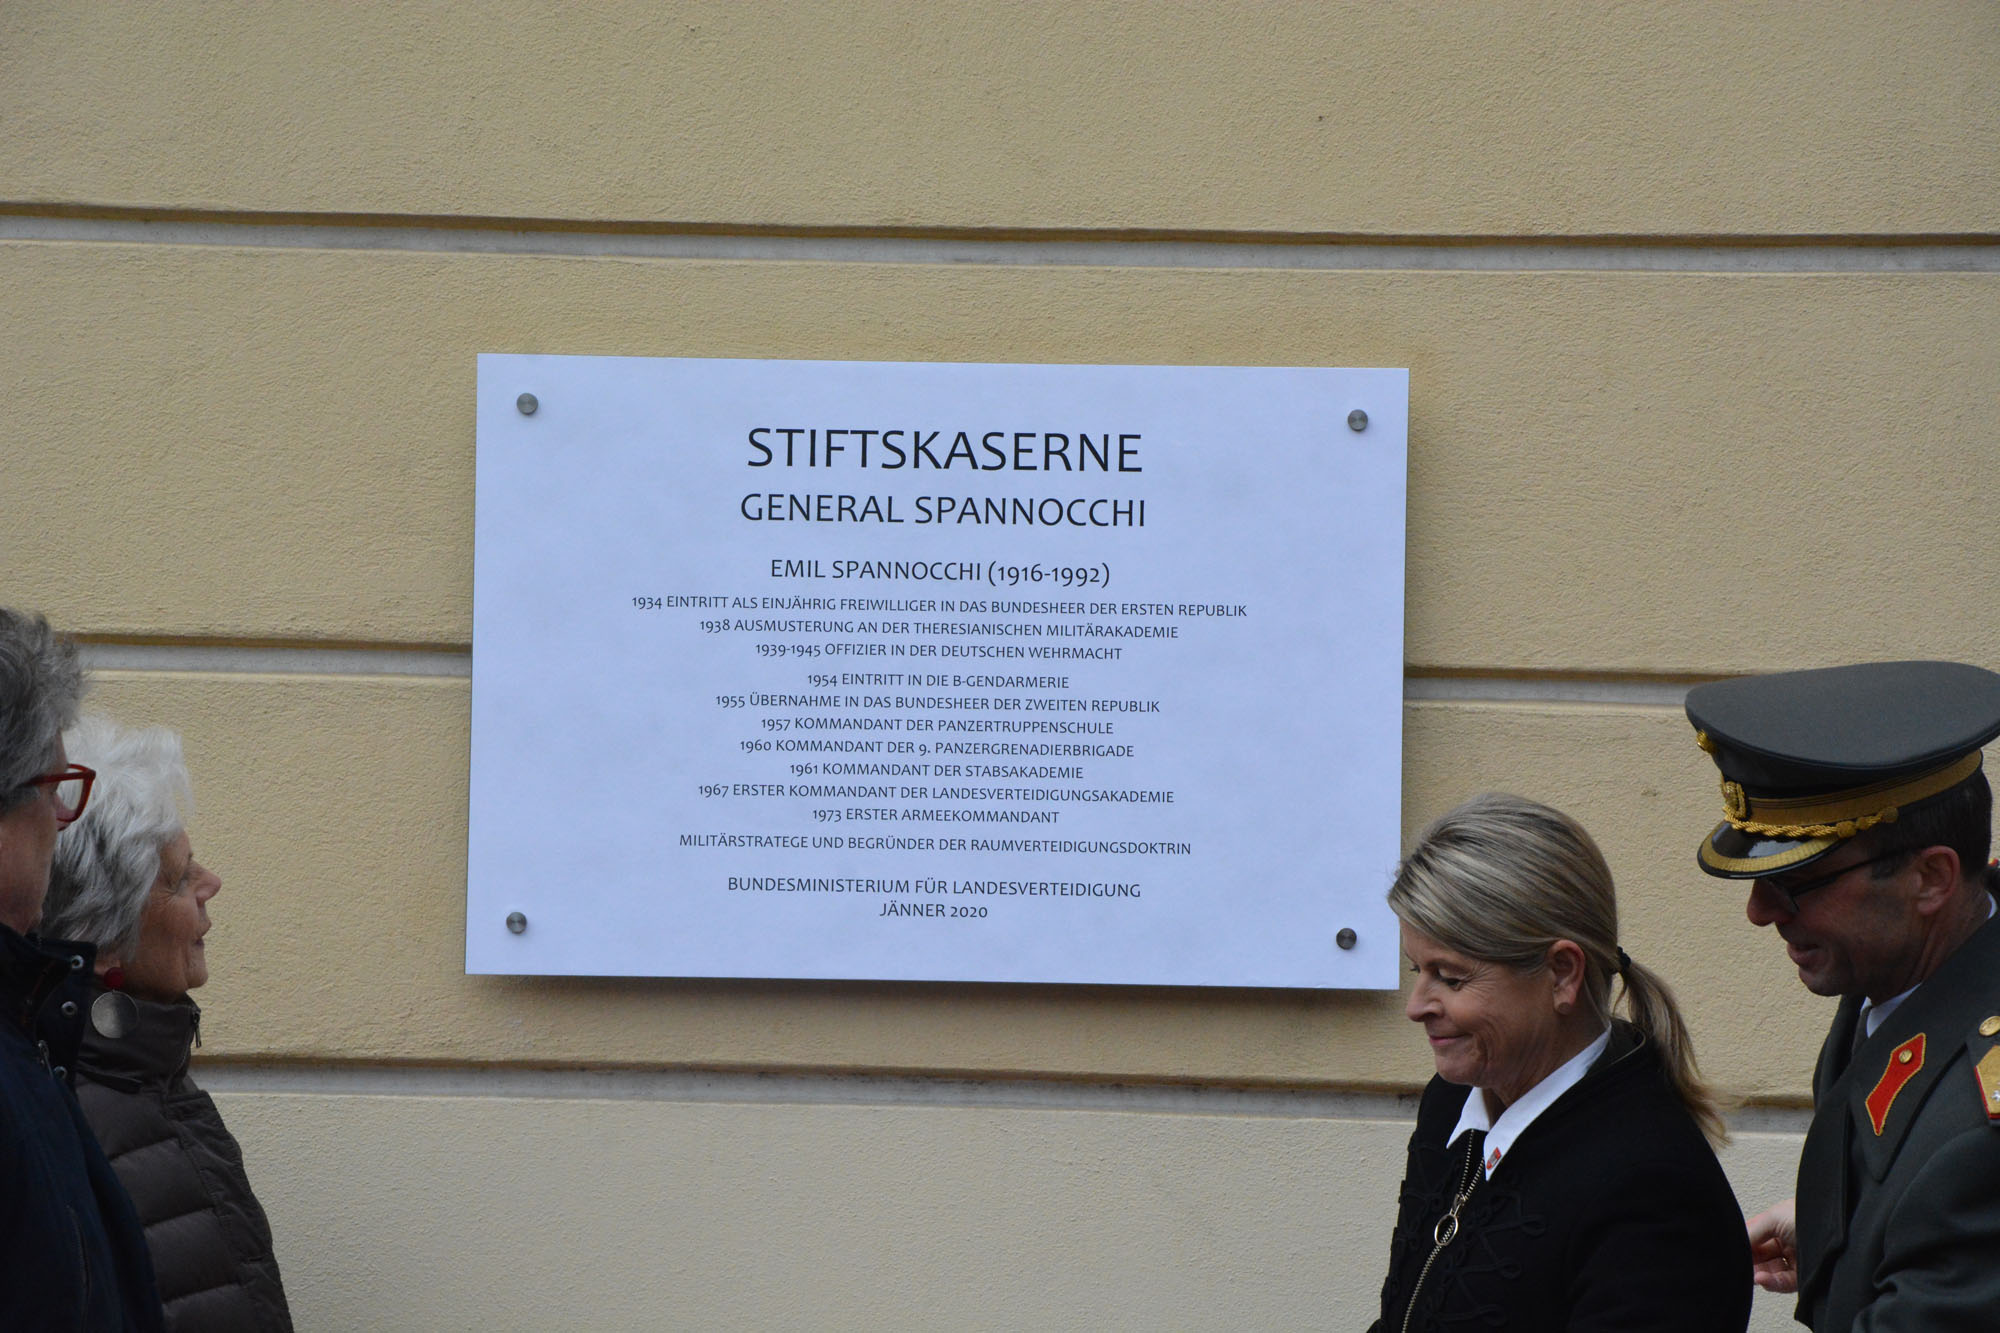 STIFTSKASERNE
GENERAL SPANNOCCHI
EMIL SPANNOCCHI (1916-1992)
1934 EINTRITT ALS EINJÄHRIG FREIWILLIGER IN DAS BUNDESHEER DER ERSTEN REPUBLIK
1938 AUSMUSTERUNG AN DER THERESIANISCHEN MILITÄRAKADEMIE
1939-1945 OFFIZIER IN DER DEUTSCHEN WEHRMACHT
1954 EINTRITT IN DIE B-GENDARMERIE
1955 ÜBERNAHME IN DAS BUNDESHEER DER ZWEITEN REPUBLIK
1957 KOMMANDANT DER PANZERTRUPPENSCHULE
1960 KOMMANDANT DER 9. PANZERGRENADIERBRIGADE
1961 KOMMANDANT DER STABSAKADEMIE
1967 ERSTER KOMMANDANT DER LANDESVERTEIDIGUNGSAKADEMIE
1973 ERSTER ARMEEKOMMANDANT
MILITÄRSTRATEGE UND BEGRÜNDER DER RAUMVERTEIDIGUNGSDOKTRIN
BUNDESMINISTERIUM FÜR LANDESVERTEIDIGUNG
JÄNNER 2020